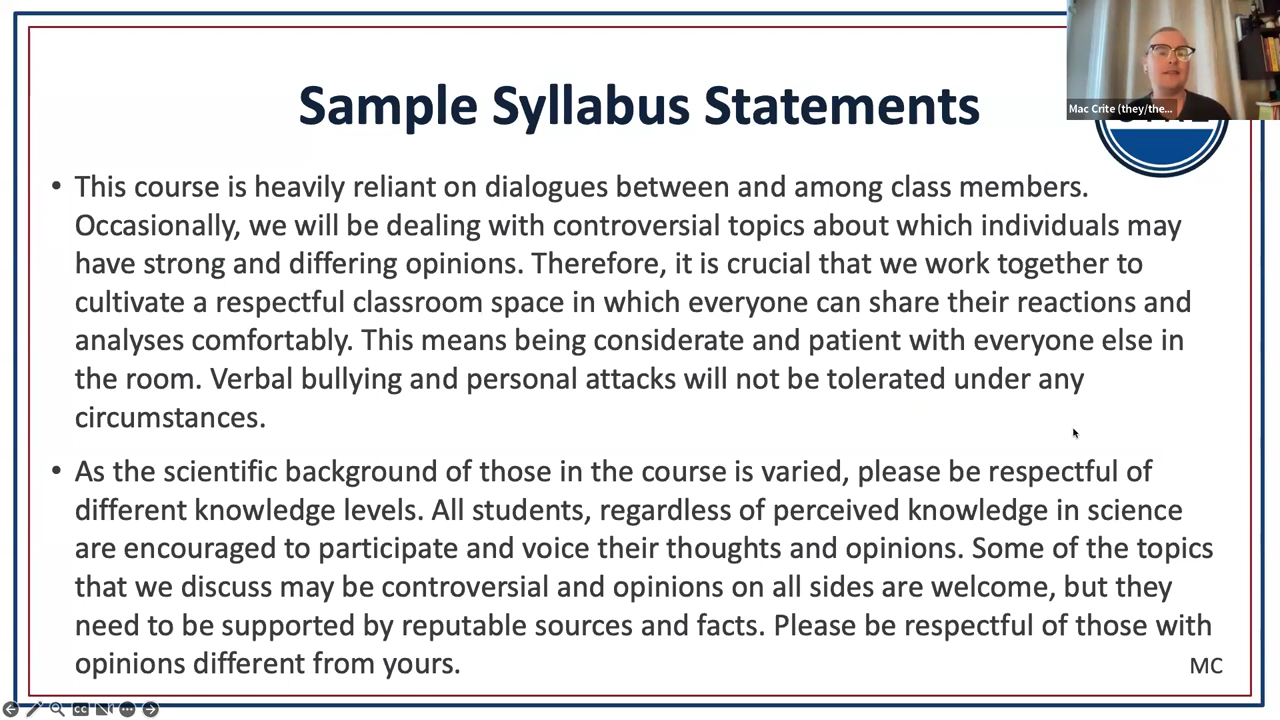 Sample Syllabus Statements
Mac Crite (they/the...
• This course is heavily reliant on dialogues between and among class members.
Occasionally, we will be dealing with controversial topics about which individuals may
have strong and differing opinions. Therefore, it is crucial that we work together to
cultivate a respectful classroom space in which everyone can share their reactions and
analyses comfortably. This means being considerate and patient with everyone else in
the room. Verbal bullying and personal attacks will not be tolerated under any
circumstances.
• As the scientific background of those in the course is varied, please be respectful of
different knowledge levels. All students, regardless of perceived knowledge in science
are encouraged to participate and voice their thoughts and opinions. Some of the topics
that we discuss may be controversial and opinions on all sides are welcome, but they
need to be supported by reputable sources and facts. Please be respectful of those with
opinions different from yours.
MC
CC